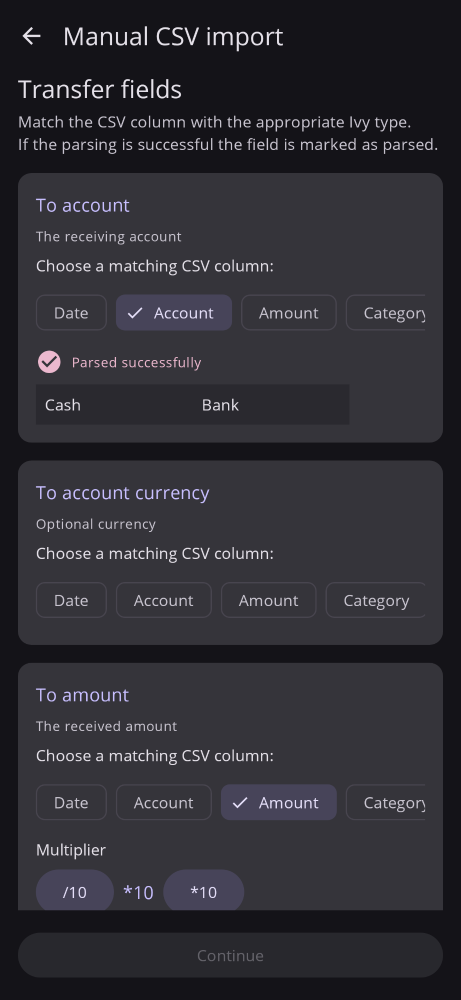 Manual CSV import
Transfer fields
Match the CSV column with the appropriate Ivy type.
If the parsing is successful the field is marked as parsed.
To account
The receiving account
Choose a matching CSV column:
Date Account Amount Category
Parsed successfully
Cash Bank
To account currency
Optional currency
Choose a matching CSV column:
Date Account Amount Category
To amount
The received amount
Choose a matching CSV column:
Date Account Amount Category
Multiplier
/10 *10 *10
Continue